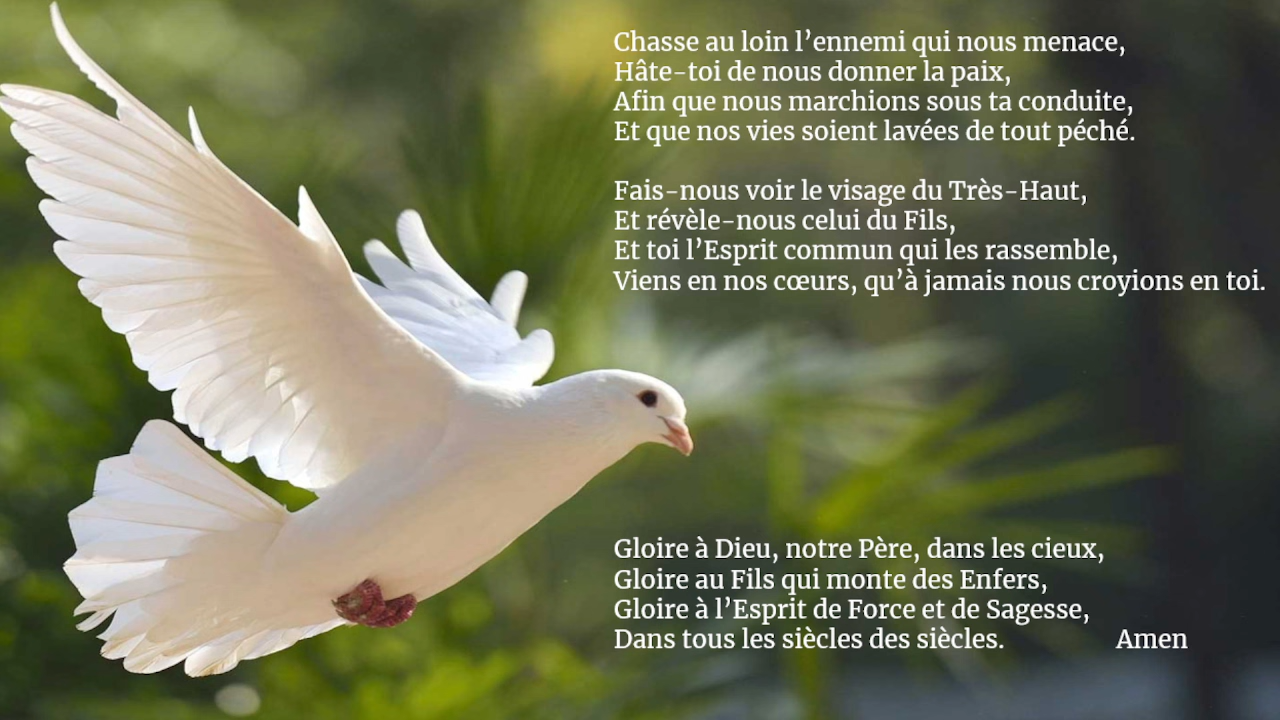 Chasse au loin l’ennemi qui nous menace,
Hâte-toi de nous donner la paix,
Afin que nous marchions sous ta conduite,
Et que nos vies soient lavées de tout péché.
Fais-nous voir le visage du Très-Haut,
Et révèle-nous celui du Fils,
Et toi l’Esprit commun qui les rassemble,
Viens en nos cœurs, qu’à jamais nous croyions en toi.
Gloire à Dieu, notre Père, dans les cieux,
Gloire au Fils qui monte des Enfers,
Gloire à l’Esprit de Force et de Sagesse,
Dans tous les siècles des siècles. Amen